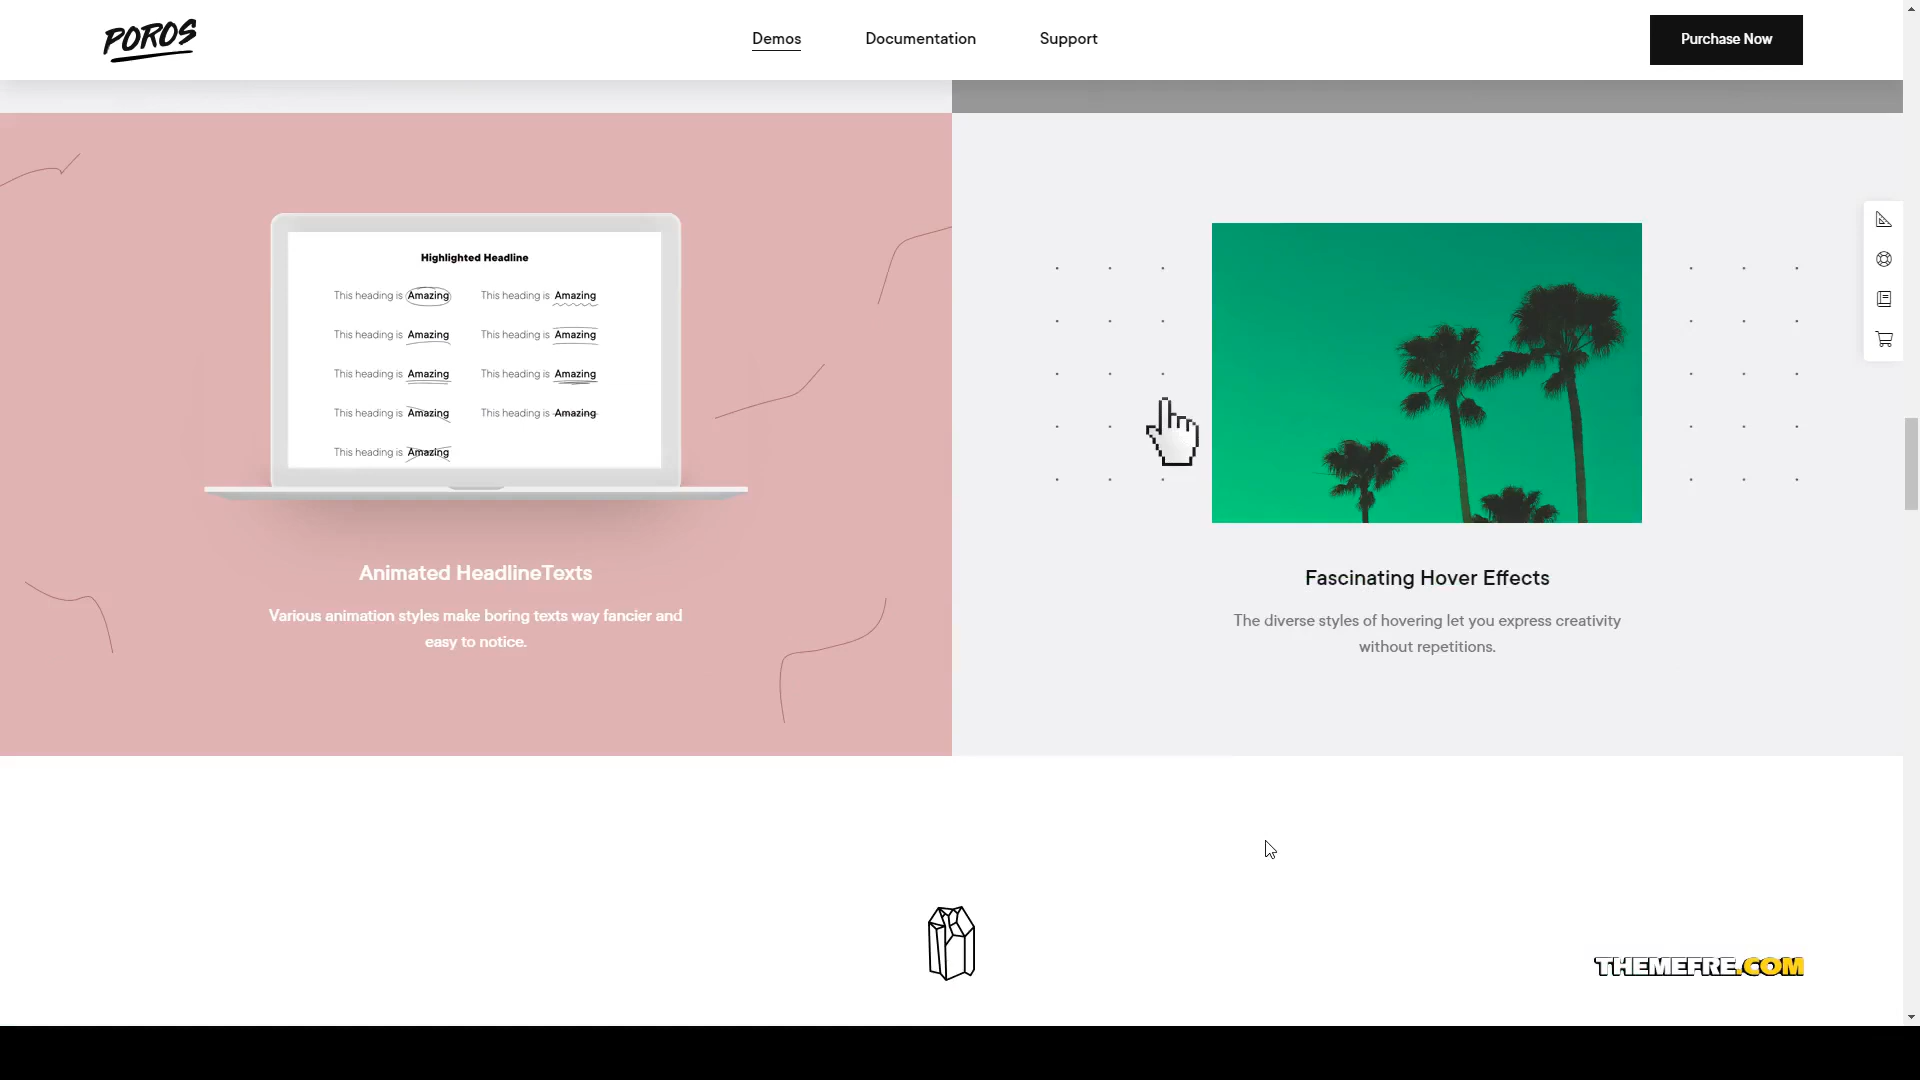 POROS
Demos
Documentation
Support
Purchase Now
Highlighted Headline
This heading is Amazing
This heading is Amazing
This heading is Amazing
This heading is Amazing
This heading is Amazing
This heading is Amazing
This heading is Amazing
This heading is Amazing
This heading is Amazing
Animated HeadlineTexts
Various animation styles make boring texts way fancier and
easy to notice.
Fascinating Hover Effects
The diverse styles of hovering let you express creativity
without repetitions.
THEMEFRE.COM